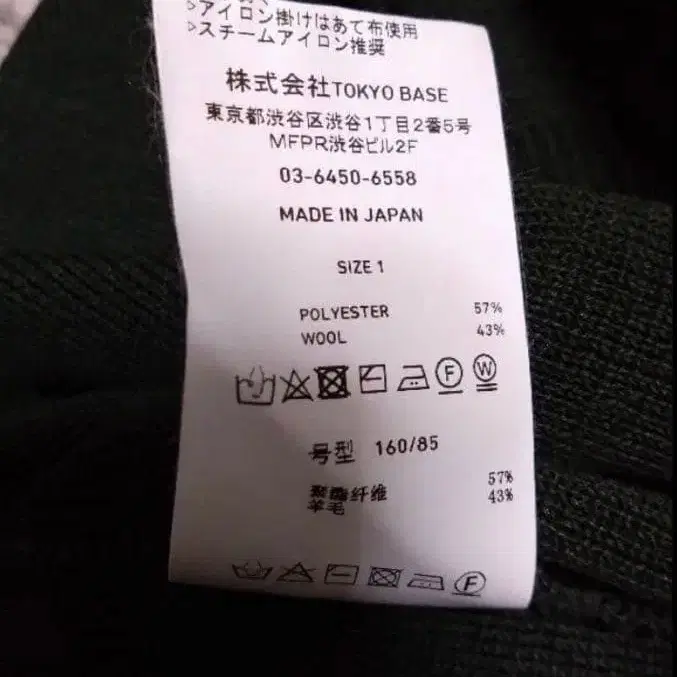 ▷アイロン掛けはあて布使用
▷スチームアイロン推奨
株式会社TOKYO BASE
東京都渋谷区渋谷1丁目2番5号
MFPR渋谷ビル2F
03-6450-6558
MADE IN JAPAN
SIZE 1
POLYESTER 57%
WOOL 43%
F W
号型 160/85
聚酯纤维 57%
羊毛 43%
F